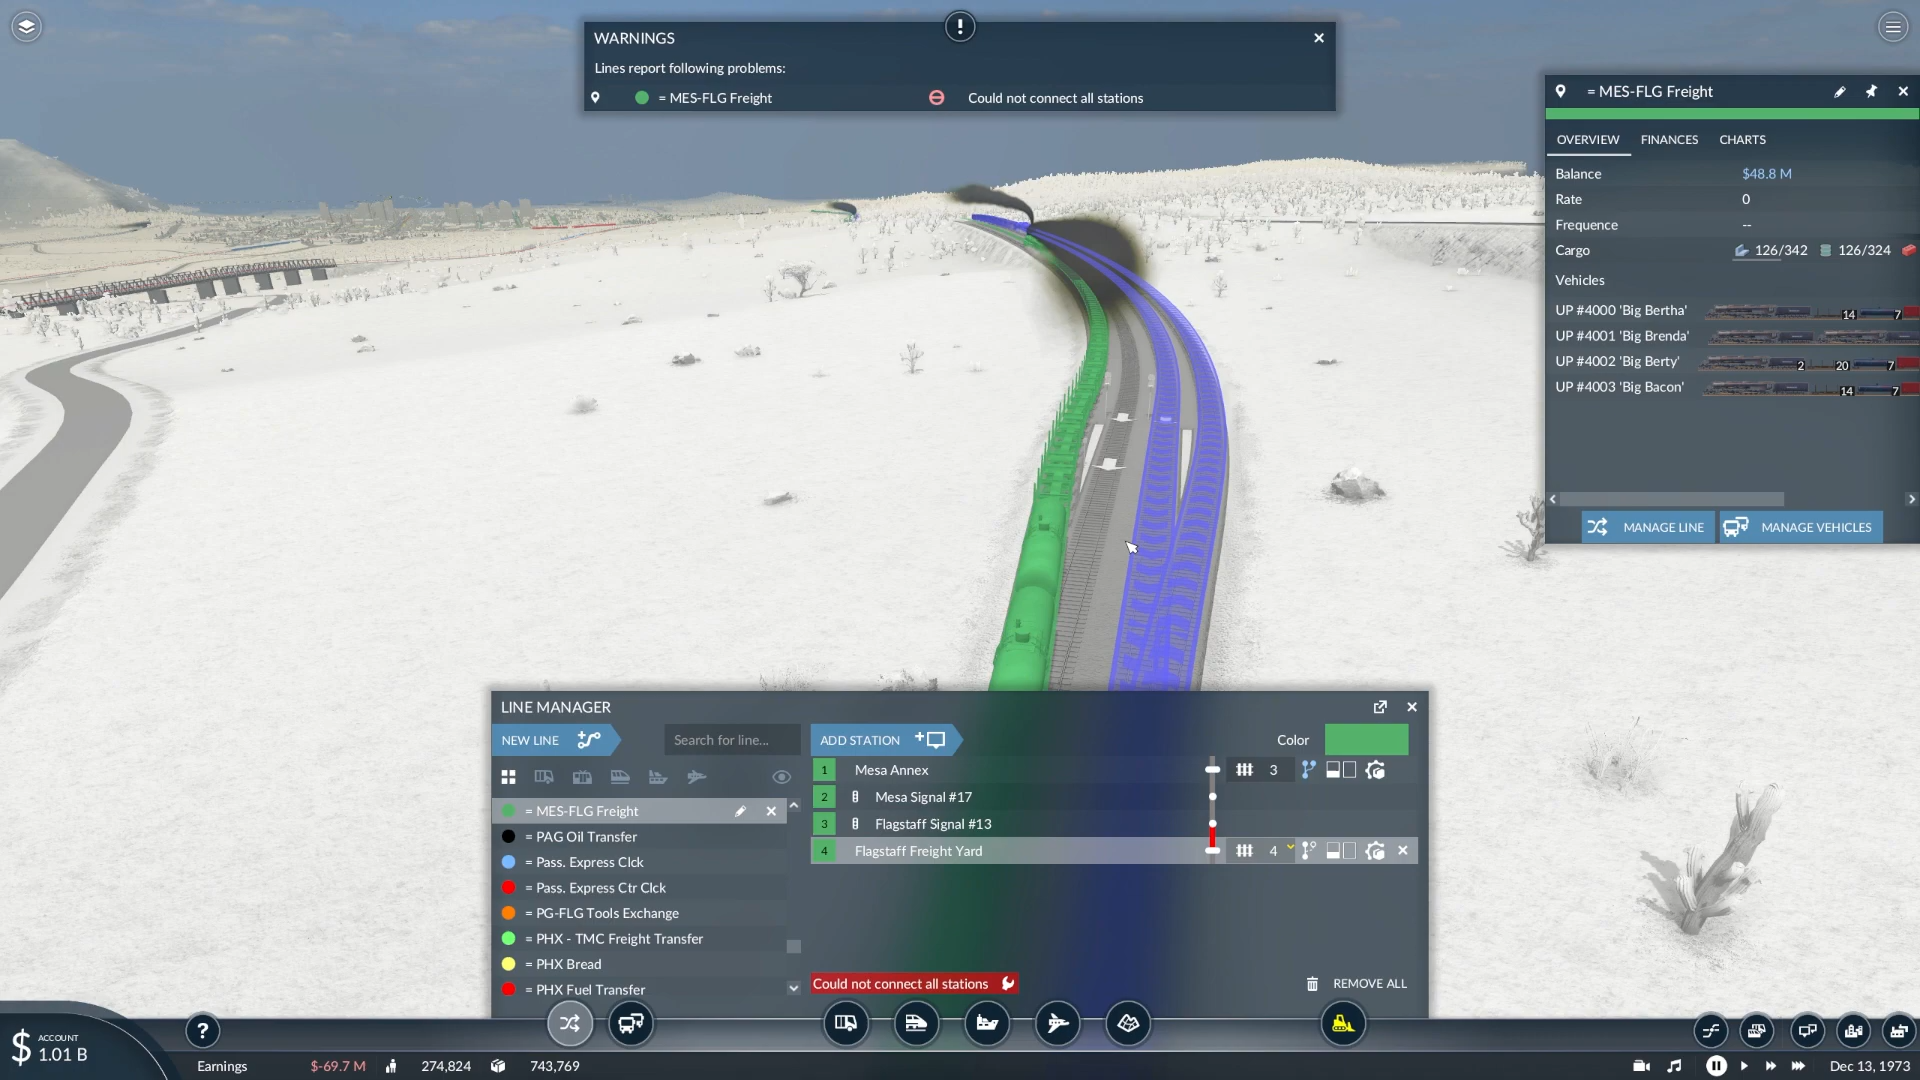 WARNINGS
Lines report following problems:
= MES-FLG Freight Could not connect all stations
= MES-FLG Freight
OVERVIEW FINANCES CHARTS
Balance $48.8 M
Rate 0
Frequence --
Cargo 126/342 126/324
Vehicles
UP #4000 'Big Bertha' 14 7
UP #4001 'Big Brenda'
UP #4002 'Big Berty' 2 20 7
UP #4003 'Big Bacon' 14 7
MANAGE LINE MANAGE VEHICLES
LINE MANAGER
NEW LINE Search for line... ADD STATION Color
1 Mesa Annex 3
2 Mesa Signal #17
3 Flagstaff Signal #13
4 Flagstaff Freight Yard 4
= MES-FLG Freight
= PAG Oil Transfer
= Pass. Express Clck
= Pass. Express Ctr Clck
= PG-FLG Tools Exchange
= PHX - TMC Freight Transfer
= PHX Bread
= PHX Fuel Transfer
Could not connect all stations REMOVE ALL
$ ACCOUNT
1.01 B
?
Earnings $-69.7 M 274,824 743,769 Dec 13, 1973